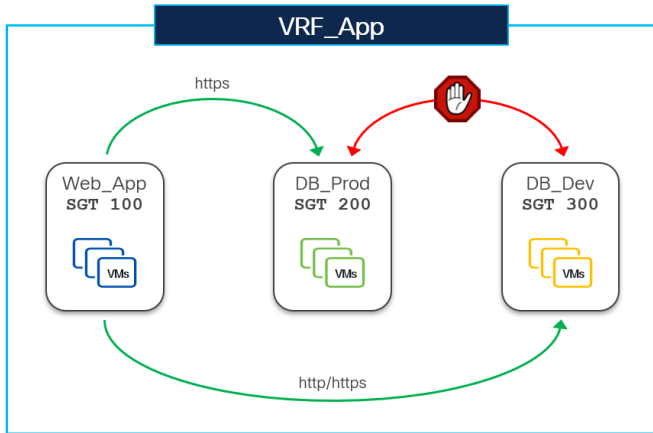 VRF_App
https
Web_App
SGT 100
VMs
DB_Prod
SGT 200
VMs
DB_Dev
SGT 300
VMs
http/https